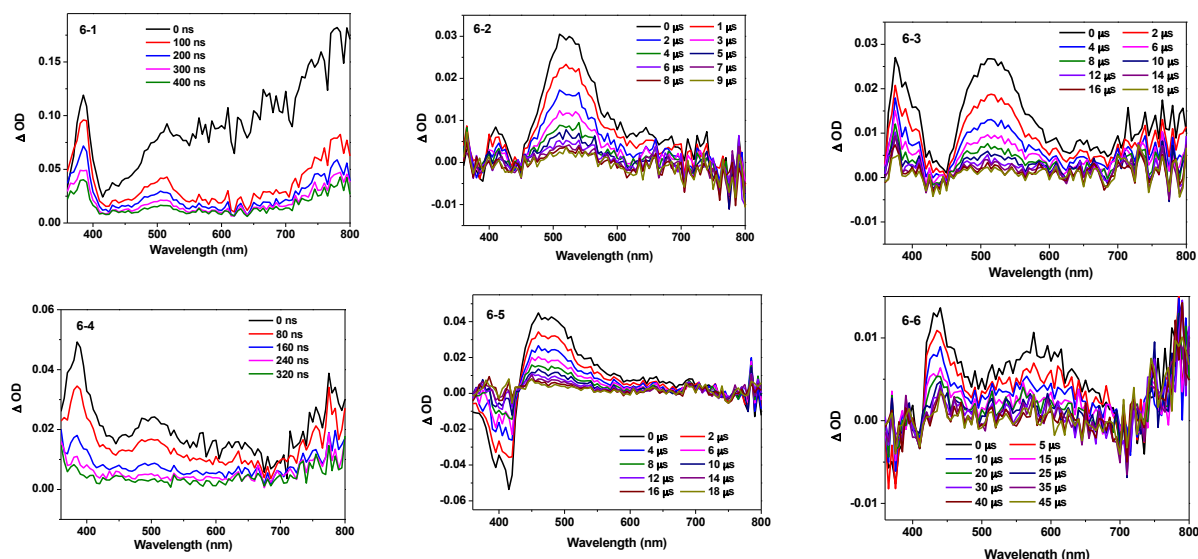 6-1
0 ns
100 ns
200 ns
300 ns
400 ns
0.15
0.10
0.05
0.00
Δ OD
400 500 600 700 800
Wavelength (nm)
6-2
0 μs 1 μs
2 μs 3 μs
4 μs 5 μs
6 μs 7 μs
8 μs 9 μs
0.03
0.02
0.01
0.00
-0.01
Δ OD
400 500 600 700 800
Wavelength (nm)
6-3
0 μs 2 μs
4 μs 6 μs
8 μs 10 μs
12 μs 14 μs
16 μs 18 μs
0.03
0.02
0.01
0.00
-0.01
Δ OD
400 500 600 700 800
Wavelength (nm)
6-4
0 ns
80 ns
160 ns
240 ns
320 ns
0.06
0.04
0.02
0.00
Δ OD
400 500 600 700 800
Wavelength (nm)
6-5
0 μs 2 μs
4 μs 6 μs
8 μs 10 μs
12 μs 14 μs
16 μs 18 μs
0.04
0.02
0.00
-0.02
-0.04
-0.06
Δ OD
400 500 600 700 800
Wavelength (nm)
6-6
0 μs 5 μs
10 μs 15 μs
20 μs 25 μs
30 μs 35 μs
40 μs 45 μs
0.01
0.00
-0.01
Δ OD
400 500 600 700 800
Wavelength (nm)